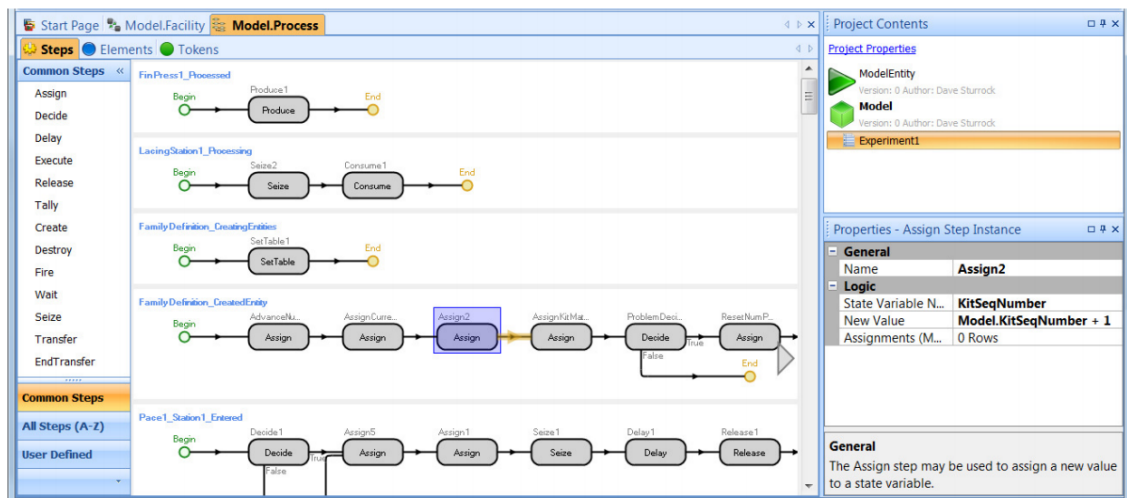 Start Page Model.Facility Model.Process
Steps Elements Tokens
Common Steps «
Assign
Decide
Delay
Execute
Release
Tally
Create
Destroy
Fire
Wait
Seize
Transfer
EndTransfer
Common Steps
All Steps (A-Z)
User Defined
FinPress1_Processed
Begin Produce1 End
Produce
LacingStation1_Processing
Begin Seize2 Consume1 End
Seize Consume
FamilyDefinition_CreatingEntities
Begin SetTable1 End
SetTable
FamilyDefinition_CreatedEntity
Begin AdvanceNu... AssignCurre... Assign2 AssignKitMat... ProblemDeci... ResetNumP...
Assign Assign Assign Assign Decide True Assign
False
End
Pace1_Station1_Entered
Begin Decide1 Assign5 Assign1 Seize1 Delay1 Release1
Decide True Assign Assign Seize Delay Release
False
Project Contents
Project Properties
ModelEntity
Version: 0 Author: Dave Sturrock
Model
Version: 0 Author: Dave Sturrock
Experiment1
Properties - Assign Step Instance
General
Name Assign2
Logic
State Variable N... KitSeqNumber
New Value Model.KitSeqNumber + 1
Assignments (M... 0 Rows
General
The Assign step may be used to assign a new value
to a state variable.